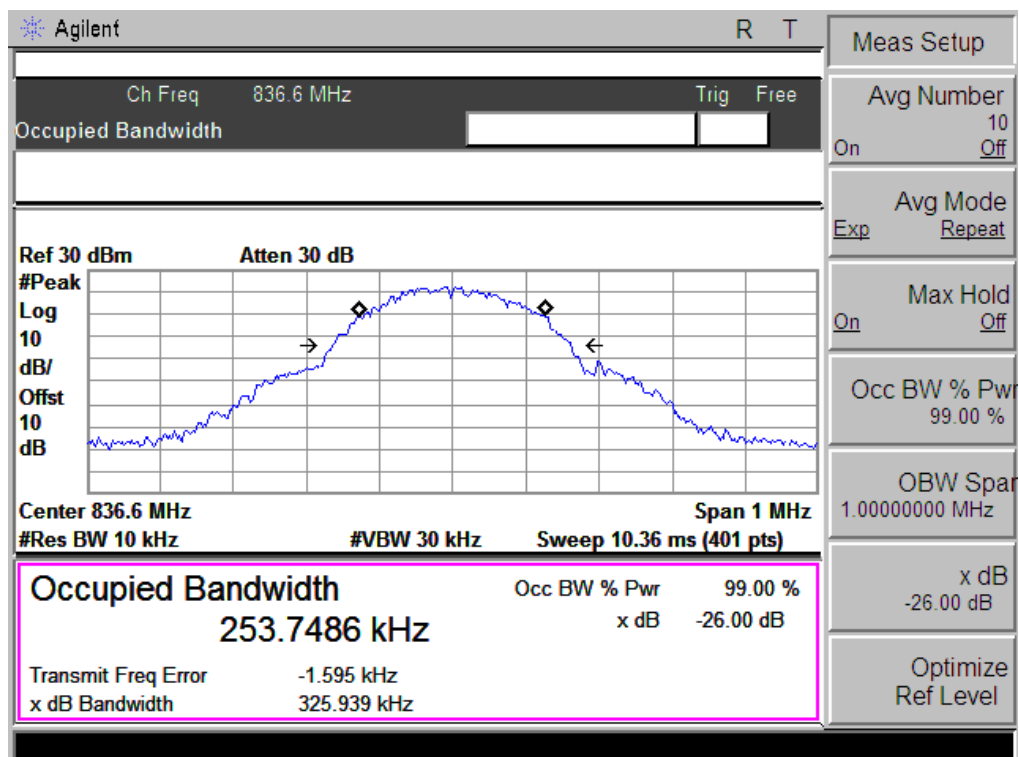 Agilent
R T
Ch Freq 836.6 MHz Trig Free
Occupied Bandwidth
Ref 30 dBm Atten 30 dB
#Peak
Log
10
dB/
Offst
10
dB
Center 836.6 MHz Span 1 MHz
#Res BW 10 kHz #VBW 30 kHz Sweep 10.36 ms (401 pts)
Occupied Bandwidth Occ BW % Pwr 99.00 %
253.7486 kHz x dB -26.00 dB
Transmit Freq Error -1.595 kHz
x dB Bandwidth 325.939 kHz
Meas Setup
Avg Number
10
On Off
Avg Mode
Exp Repeat
Max Hold
On Off
Occ BW % Pwr
99.00 %
OBW Span
1.00000000 MHz
x dB
-26.00 dB
Optimize
Ref Level